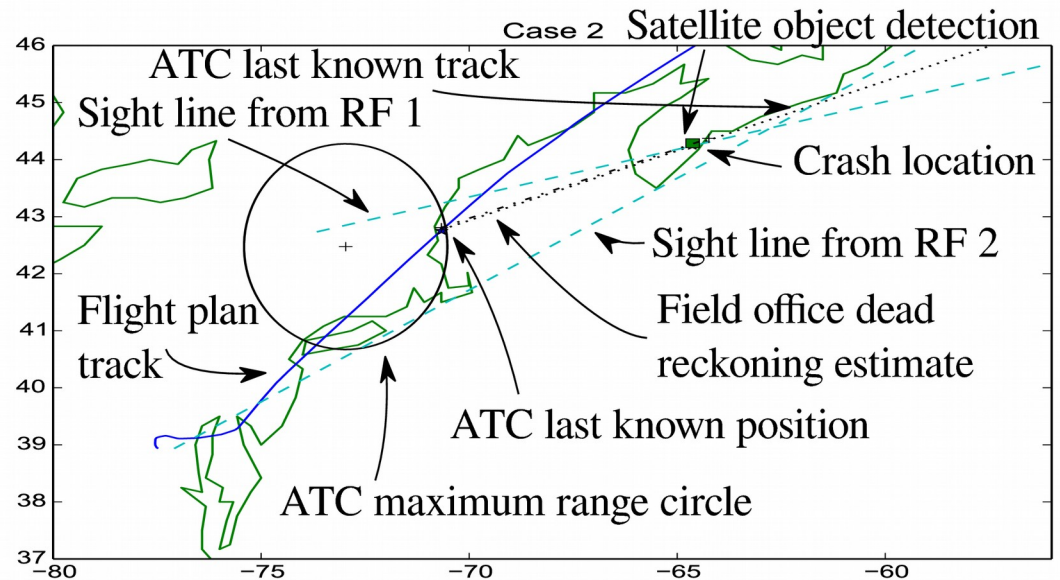 Case 2
Satellite object detection
ATC last known track
Sight line from RF 1
Crash location
Sight line from RF 2
Flight plan
track
Field office dead
reckoning estimate
ATC last known position
ATC maximum range circle
46
45
44
43
42
41
40
39
38
37
−80
−75
−70
−65
−60